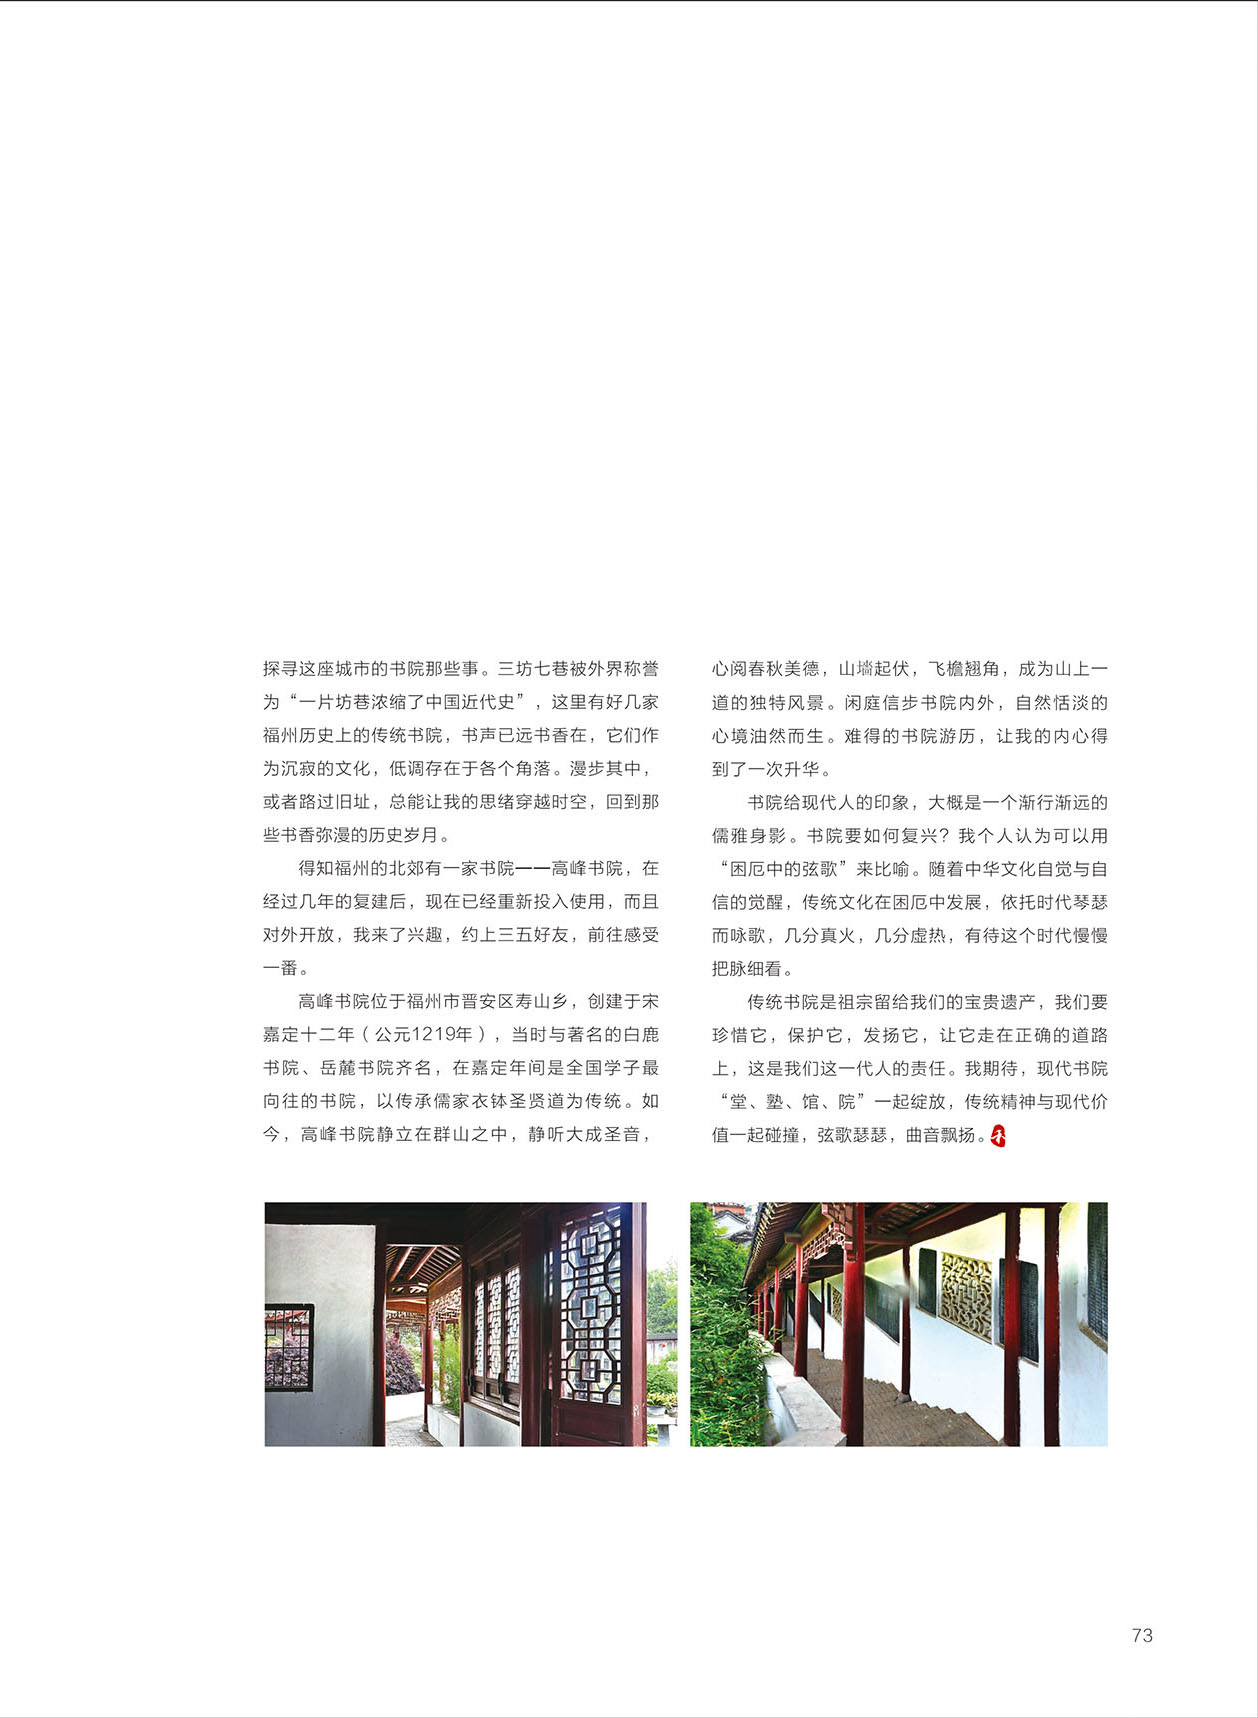 探寻这座城市的书院那些事。三坊七巷被外界称誉
为“一片坊巷浓缩了中国近代史”，这里有好几家
福州历史上的传统书院，书声已远书香在，它们作
为沉寂的文化，低调存在于各个角落。漫步其中，
或者路过旧址，总能让我的思绪穿越时空，回到那
些书香弥漫的历史岁月。
得知福州的北郊有一家书院——高峰书院，在
经过几年的复建后，现在已经重新投入使用，而且
对外开放，我来了兴趣，约上三五好友，前往感受
一番。
高峰书院位于福州市晋安区寿山乡，创建于宋
嘉定十二年（公元1219年），当时与著名的白鹿
书院、岳麓书院齐名，在嘉定年间是全国学子最
向往的书院，以传承儒家衣钵圣贤道为传统。如
今，高峰书院静立在群山之中，静听大成圣音，
心阅春秋美德，山墙起伏，飞檐翘角，成为山上一
道的独特风景。闲庭信步书院内外，自然恬淡的
心境油然而生。难得的书院游历，让我的内心得
到了一次升华。
书院给现代人的印象，大概是一个渐行渐远的
儒雅身影。书院要如何复兴？我个人认为可以用
“困厄中的弦歌”来比喻。随着中华文化自觉与自
信的觉醒，传统文化在困厄中发展，依托时代琴瑟
而咏歌，几分真火，几分虚热，有待这个时代慢慢
把脉细看。
传统书院是祖宗留给我们的宝贵遗产，我们要
珍惜它，保护它，发扬它，让它走在正确的道路
上，这是我们这一代人的责任。我期待，现代书院
“堂、塾、馆、院”一起绽放，传统精神与现代价
值一起碰撞，弦歌瑟瑟，曲音飘扬。
73